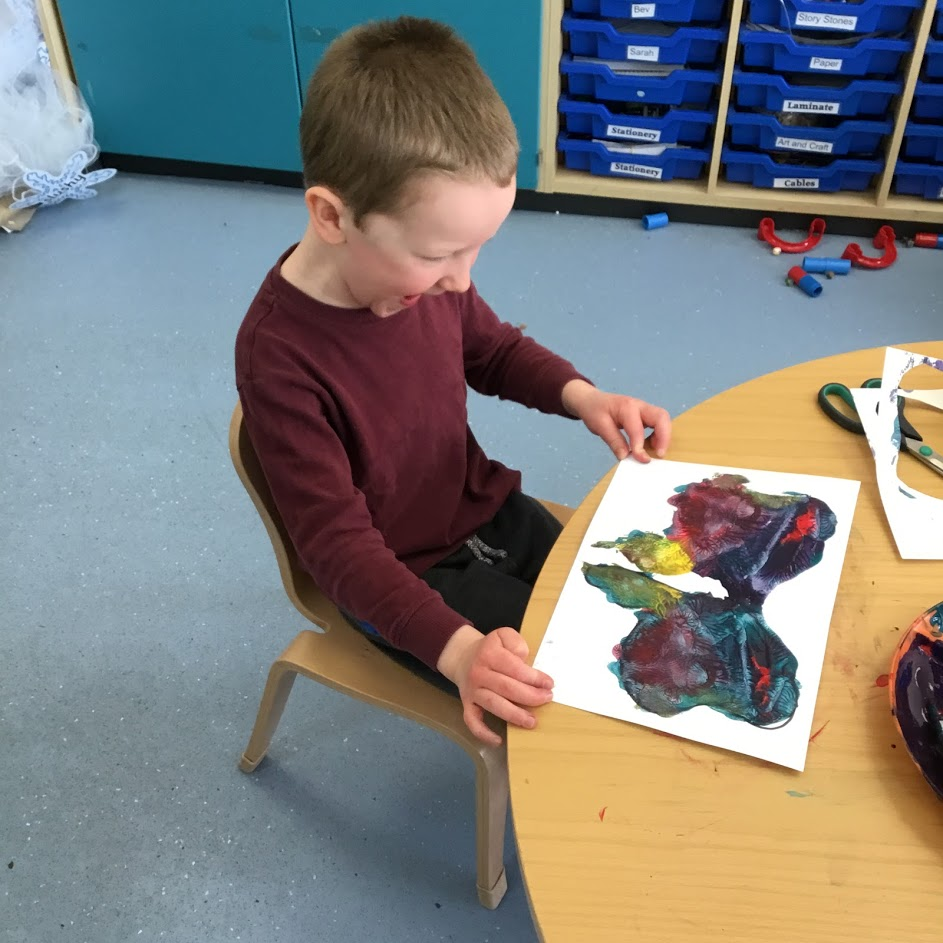 Bev
Sarah
Stationery
Stationery
Story Stones
Paper
Laminate
Art and Craft
Cables